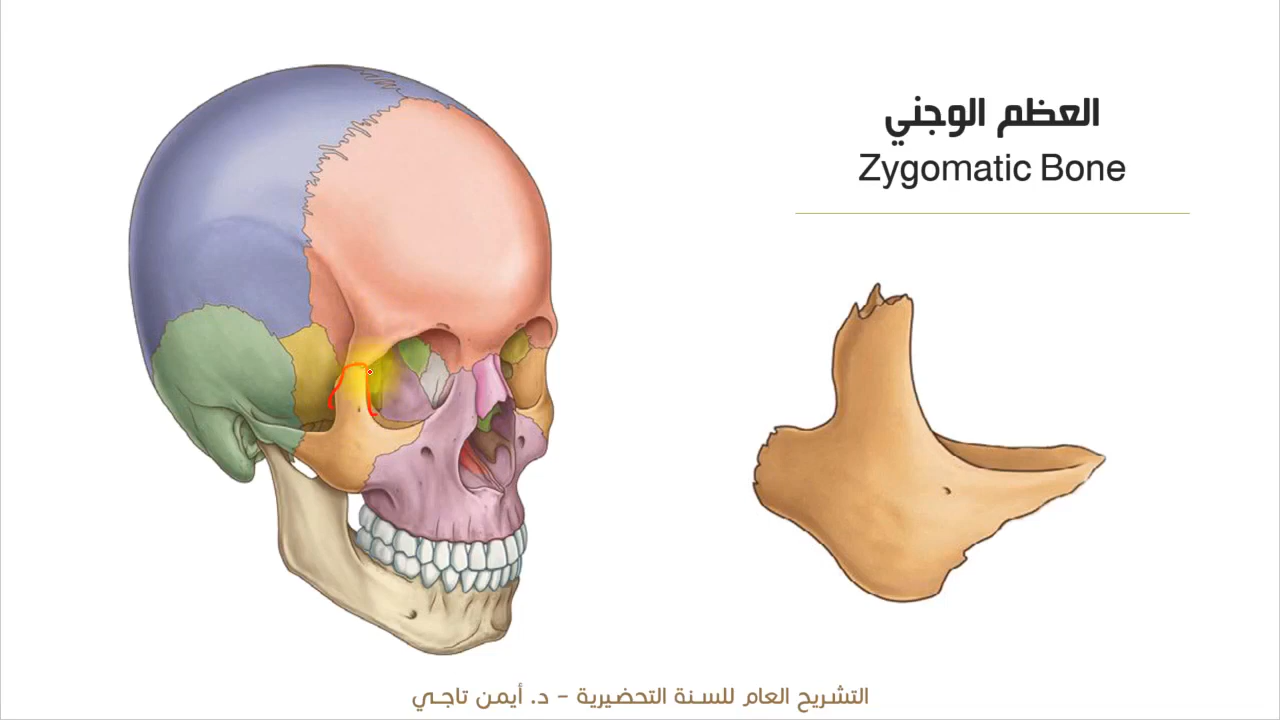 العظم الوجني
Zygomatic Bone
التشريح العام للسنة التحضيرية - د. أيمن تاجي